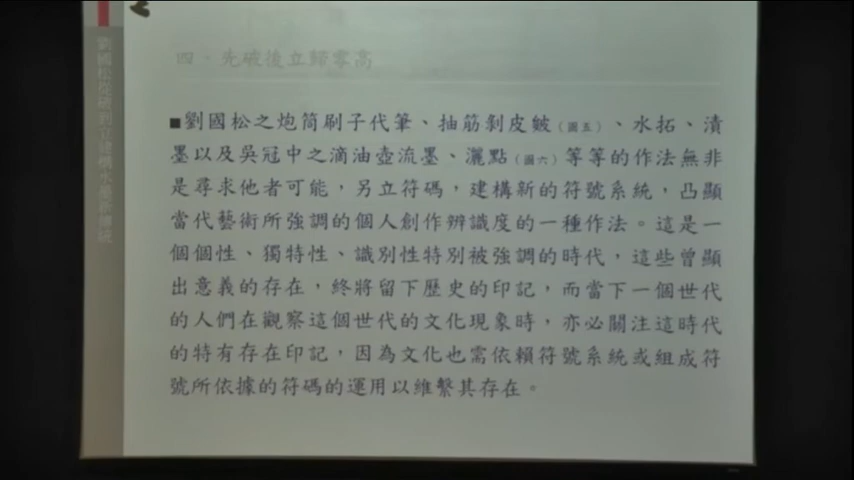 四、先破後立歸零高
■劉國松之炮筒刷子代筆、抽筋剝皮皴（圖五）、水拓、漬
墨以及吳冠中之滴油壺流墨、灑點（圖六）等等的作法無非
是尋求他者可能，另立符碼，建構新的符號系統，凸顯
當代藝術所強調的個人創作辨識度的一種作法。這是一
個個性、獨特性、識別性特別被強調的時代，這些曾顯
出意義的存在，終將留下歷史的印記，而當下一個世代
的人們在觀察這個世代的文化現象時，亦必關注這時代
的特有存在印記，因為文化也需依賴符號系統或組成符
號所依據的符碼的運用以維繫其存在。